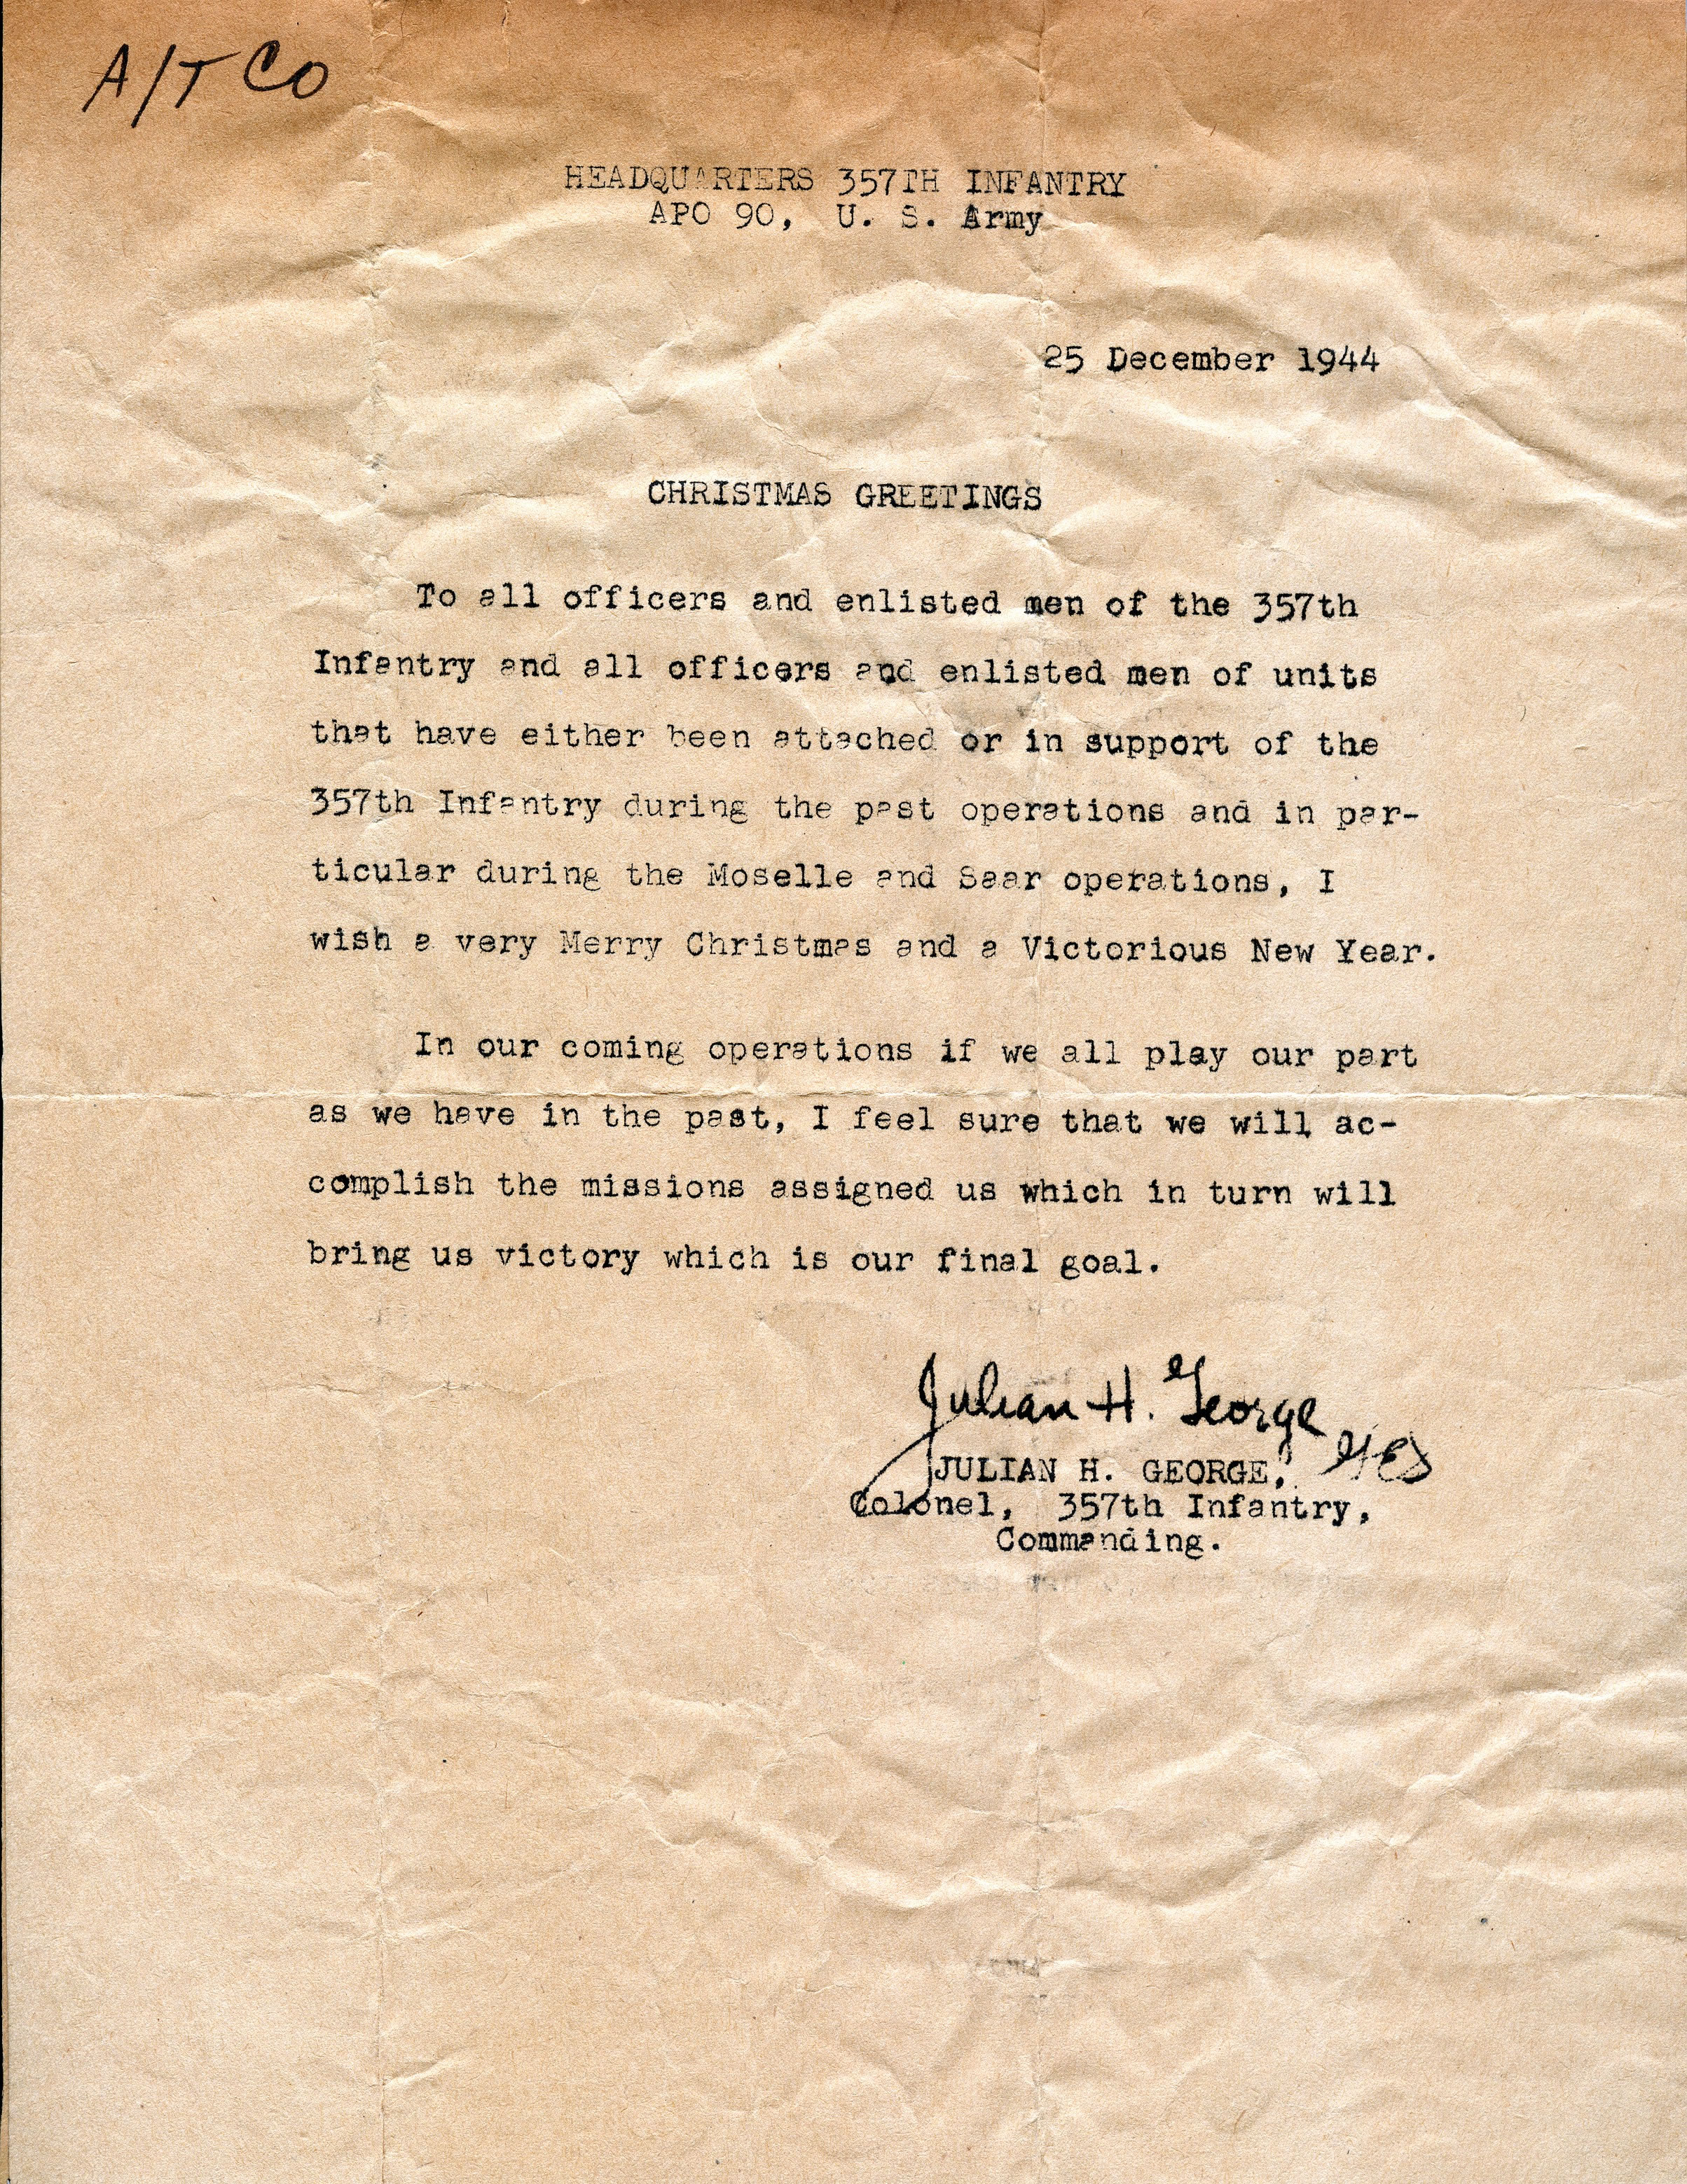 A/T Co
HEADQUARTERS 357TH INFANTRY
APO 90, U. S. Army
25 December 1944
CHRISTMAS GREETINGS
To all officers and enlisted men of the 357th
Infantry and all officers and enlisted men of units
that have either been attached or in support of the
357th Infantry during the past operations and in par-
ticular during the Moselle and Saar operations, I
wish a very Merry Christmas and a Victorious New Year.
In our coming operations if we all play our part
as we have in the past, I feel sure that we will ac-
complish the missions assigned us which in turn will
bring us victory which is our final goal.
Julian H. George
JULIAN H. GEORGE,
Colonel, 357th Infantry,
Commanding.